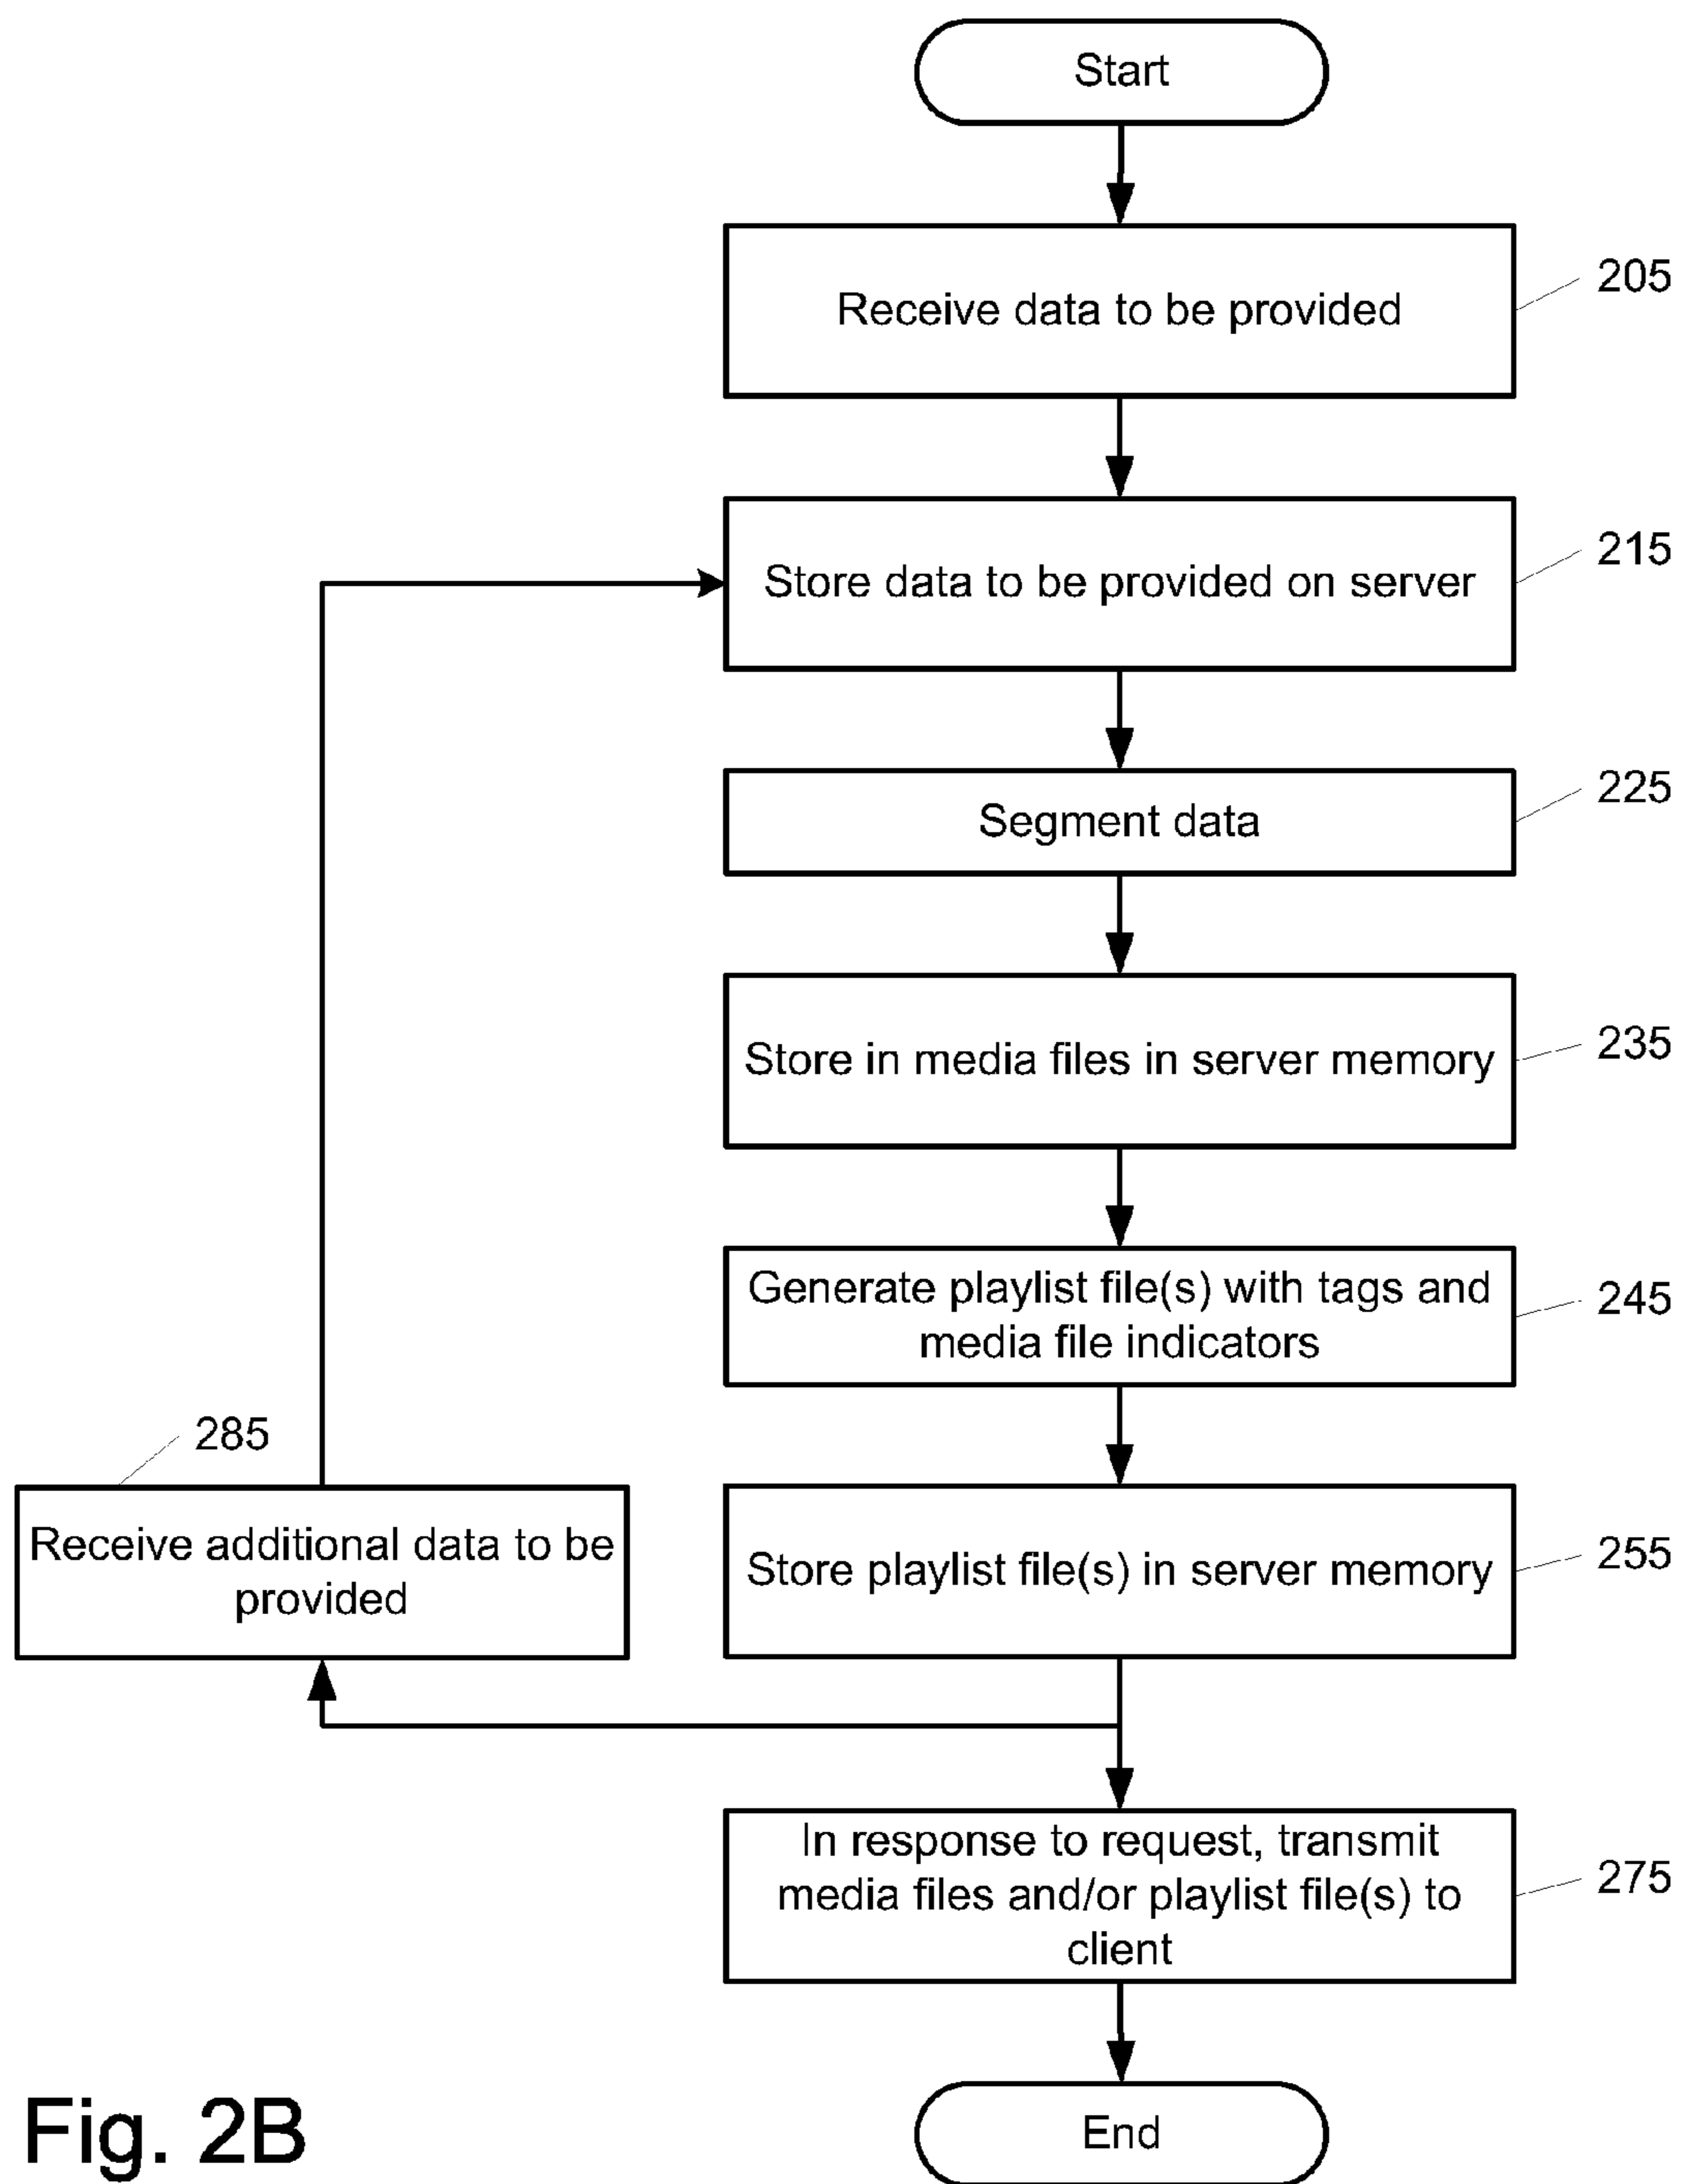 Start
Receive data to be provided
205
Store data to be provided on server
215
Segment data
225
Store in media files in server memory
235
Generate playlist file(s) with tags and
media file indicators
245
285
Receive additional data to be
provided
Store playlist file(s) in server memory
255
In response to request, transmit
media files and/or playlist file(s) to
client
275
End
Fig. 2B